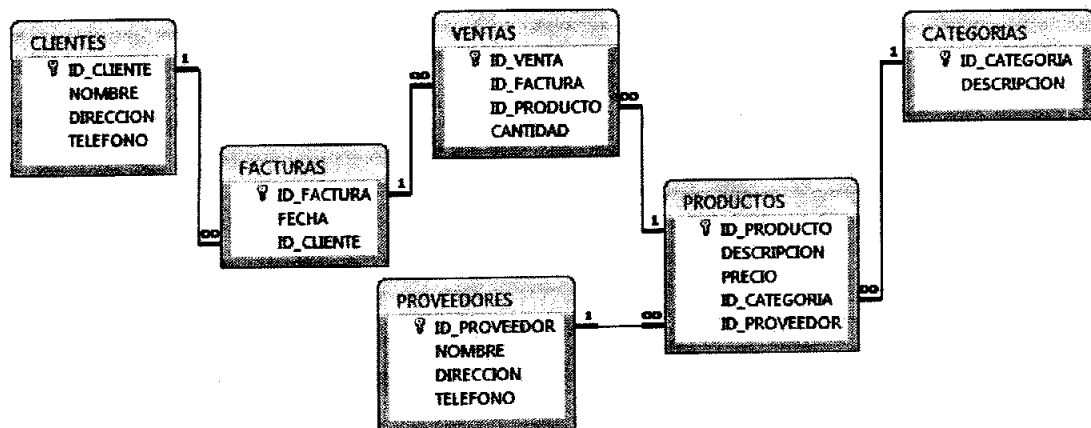 CLIENTES
ID_CLIENTE
NOMBRE
DIRECCION
TELEFONO
1
∞
FACTURAS
ID_FACTURA
FECHA
ID_CLIENTE
1
∞
VENTAS
ID_VENTA
ID_FACTURA
ID_PRODUCTO
CANTIDAD
∞
1
PROVEEDORES
ID_PROVEEDOR
NOMBRE
DIRECCION
TELEFONO
1
∞
PRODUCTOS
ID_PRODUCTO
DESCRIPCION
PRECIO
ID_CATEGORIA
ID_PROVEEDOR
∞
1
CATEGORIAS
ID_CATEGORIA
DESCRIPCION